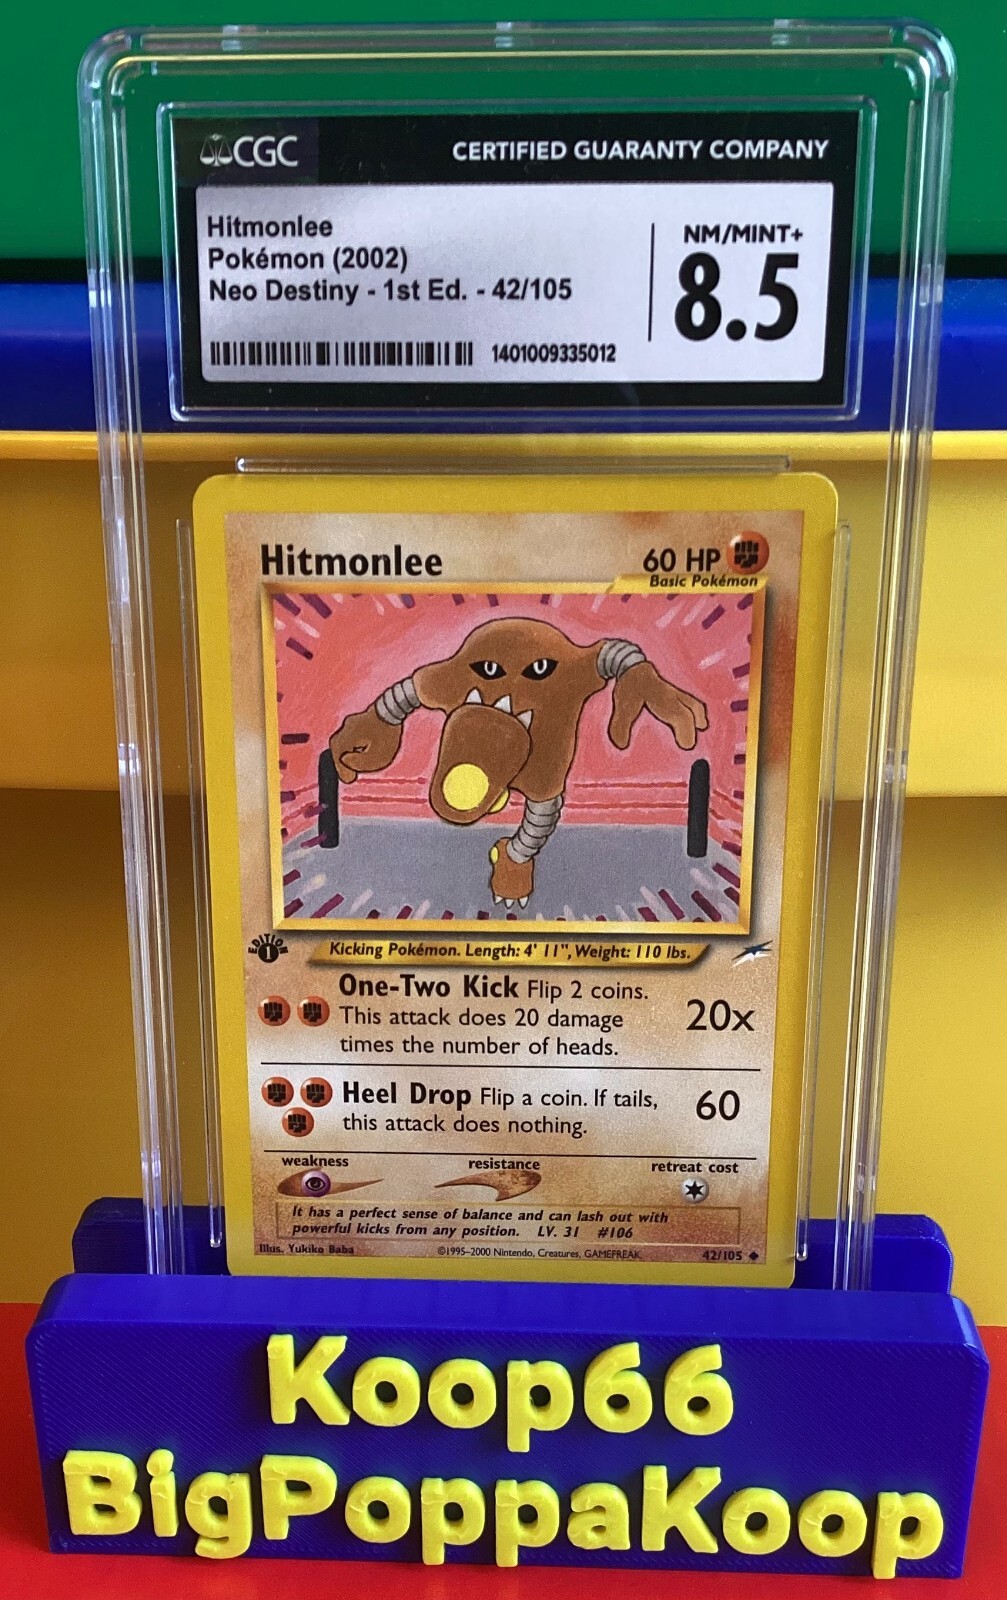 CGC CERTIFIED GUARANTY COMPANY
Hitmonlee
Pokémon (2002)
Neo Destiny - 1st Ed. - 42/105
1401009335012
NM/MINT+
8.5
Hitmonlee 60 HP
Basic Pokémon
EDITION 1
Kicking Pokémon. Length: 4' 11", Weight: 110 lbs.
One-Two Kick Flip 2 coins.
This attack does 20 damage
times the number of heads.
20x
Heel Drop Flip a coin. If tails,
this attack does nothing.
60
weakness resistance retreat cost
It has a perfect sense of balance and can lash out with
powerful kicks from any position. LV. 31 #106
Illus. Yukiko Baba ©1995-2000 Nintendo, Creatures, GAMEFREAK. 42/105
Koop66
BigPoppaKoop